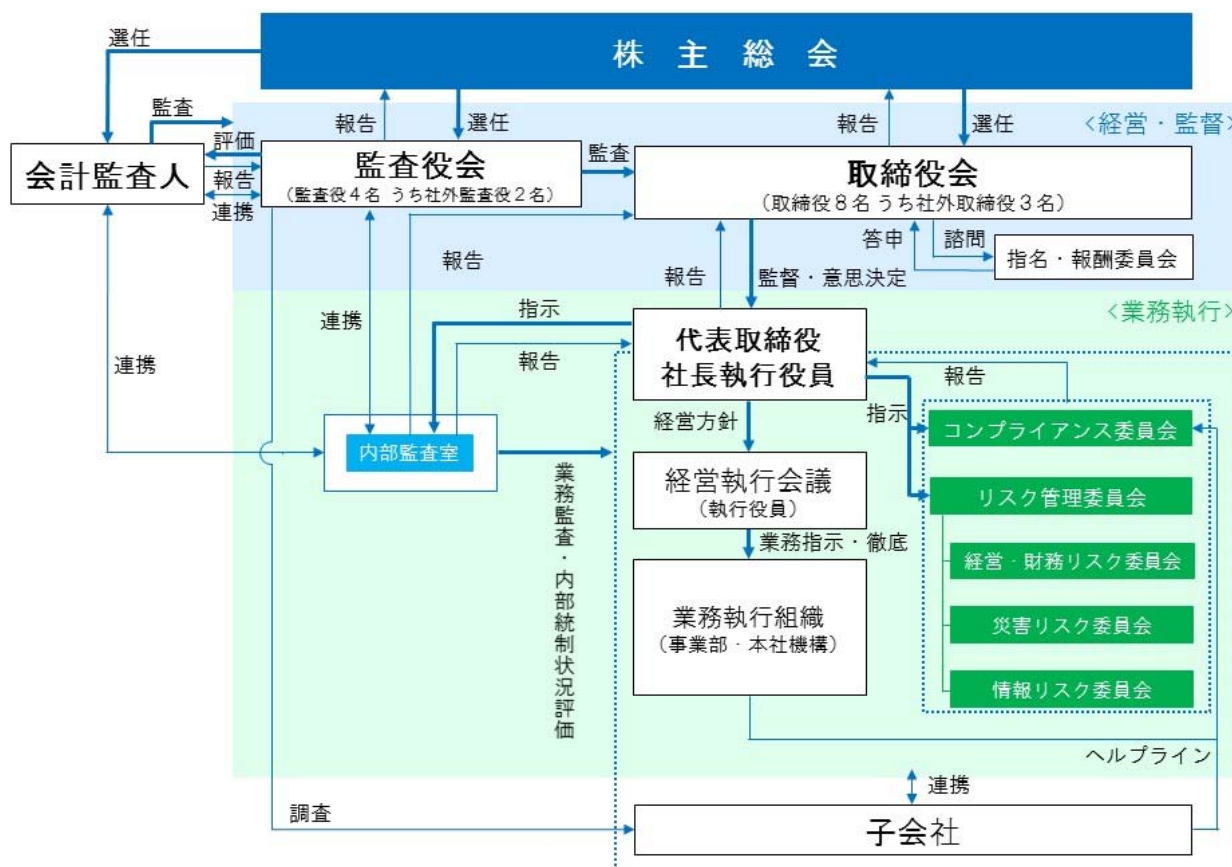 株主総会
選任
監査
報告
選任
報告
選任
<経営・監督>
評価
会計監査人
報告
連携
監査役会
(監査役4名 うち社外監査役2名)
監査
取締役会
(取締役8名 うち社外取締役3名)
答申
諮問
指名・報酬委員会
報告
報告
監督・意思決定
<業務執行>
指示
連携
報告
連携
代表取締役
社長執行役員
報告
指示
経営方針
コンプライアンス委員会
内部監査室
経営執行会議
(執行役員)
リスク管理委員会
業務監査・内部統制状況評価
業務指示・徹底
経営・財務リスク委員会
業務執行組織
(事業部・本社機構)
災害リスク委員会
情報リスク委員会
ヘルプライン
連携
調査
子会社